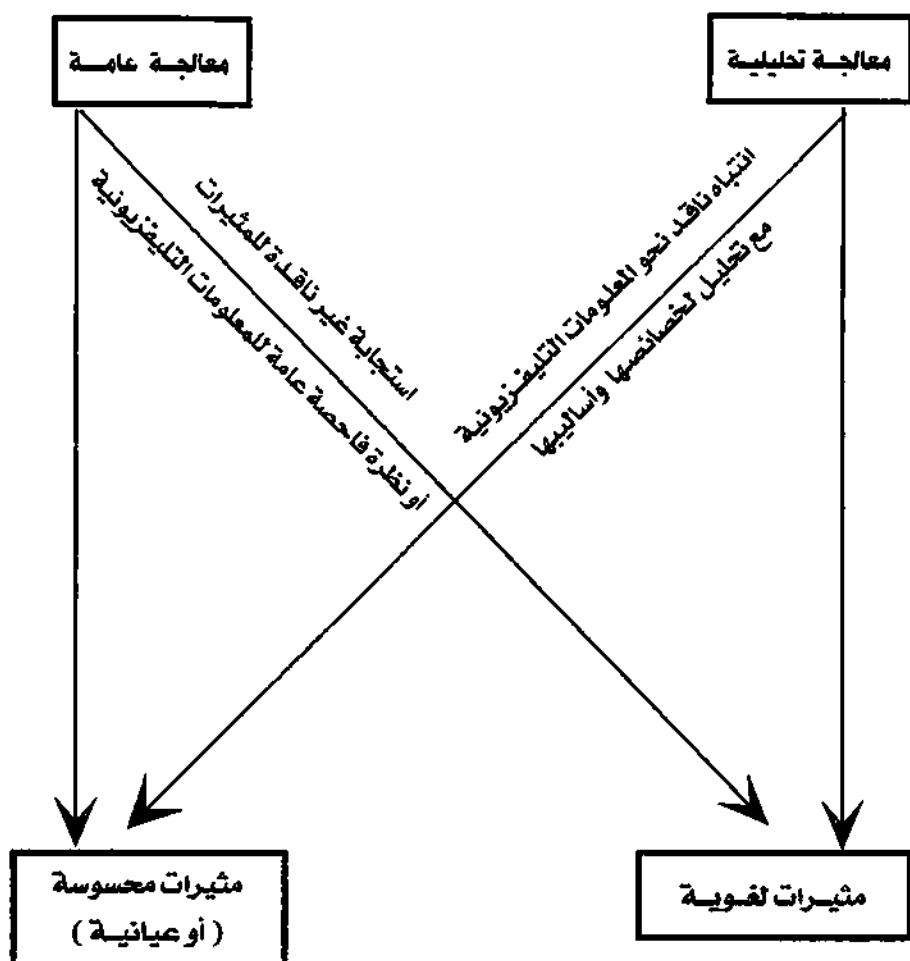 معالجة تحليلية
معالجة عامة
انتباه ناقد نحو المعلومات التليفزيونية
مع تحليل لخصائصها وأساليبها
استجابة غير ناقدة للمثيرات
أو نظرة فاحصة عامة للمعلومات التليفزيونية
مثيرات لغوية
مثيرات محسوسة
(أو عيانية)